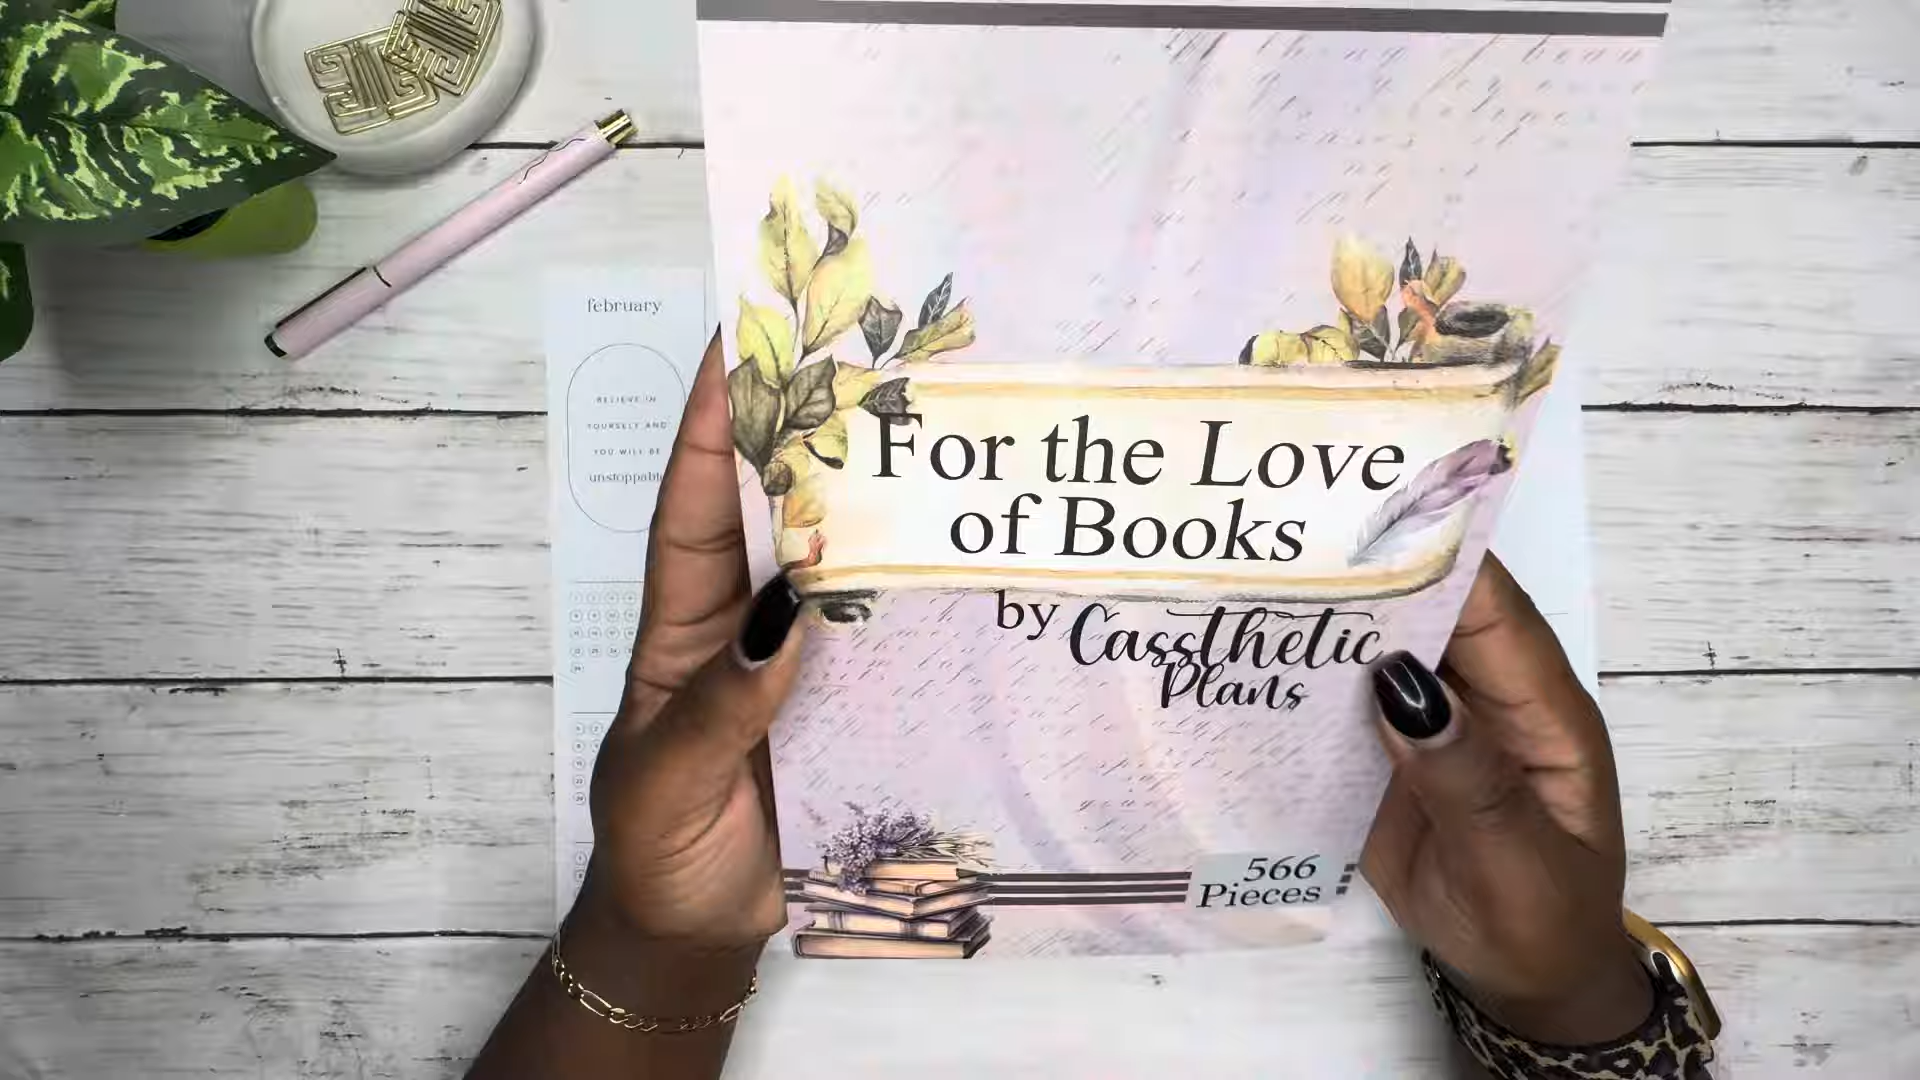 february
BELIEVE IN
YOURSELF AND
YOU WILL BE
unstoppable
For the Love
of Books
by Cassthetic
Plans
566
Pieces